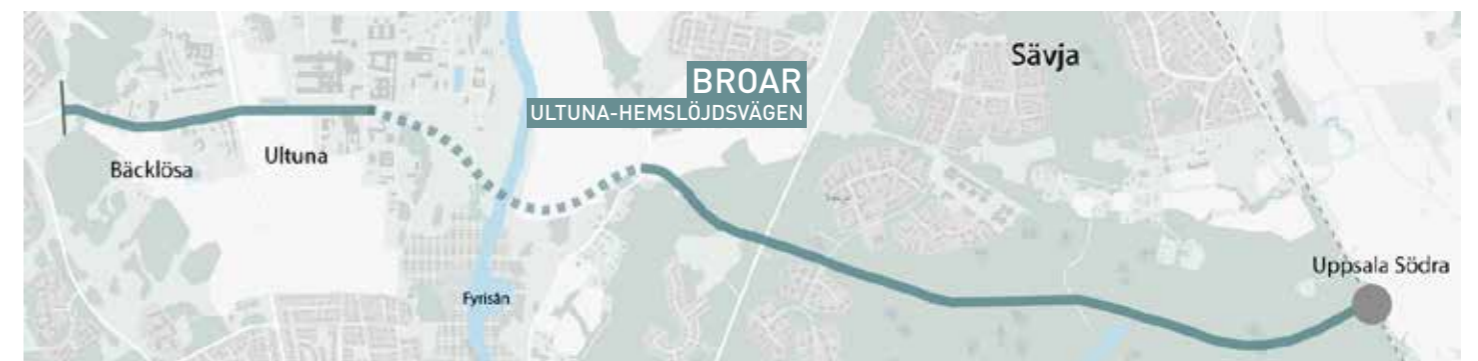 Sävja
BROAR
ULTUNA-HEMSLÖJDSVÄGEN
Bäcklösa
Ultuna
Uppsala Södra
Fyrisån